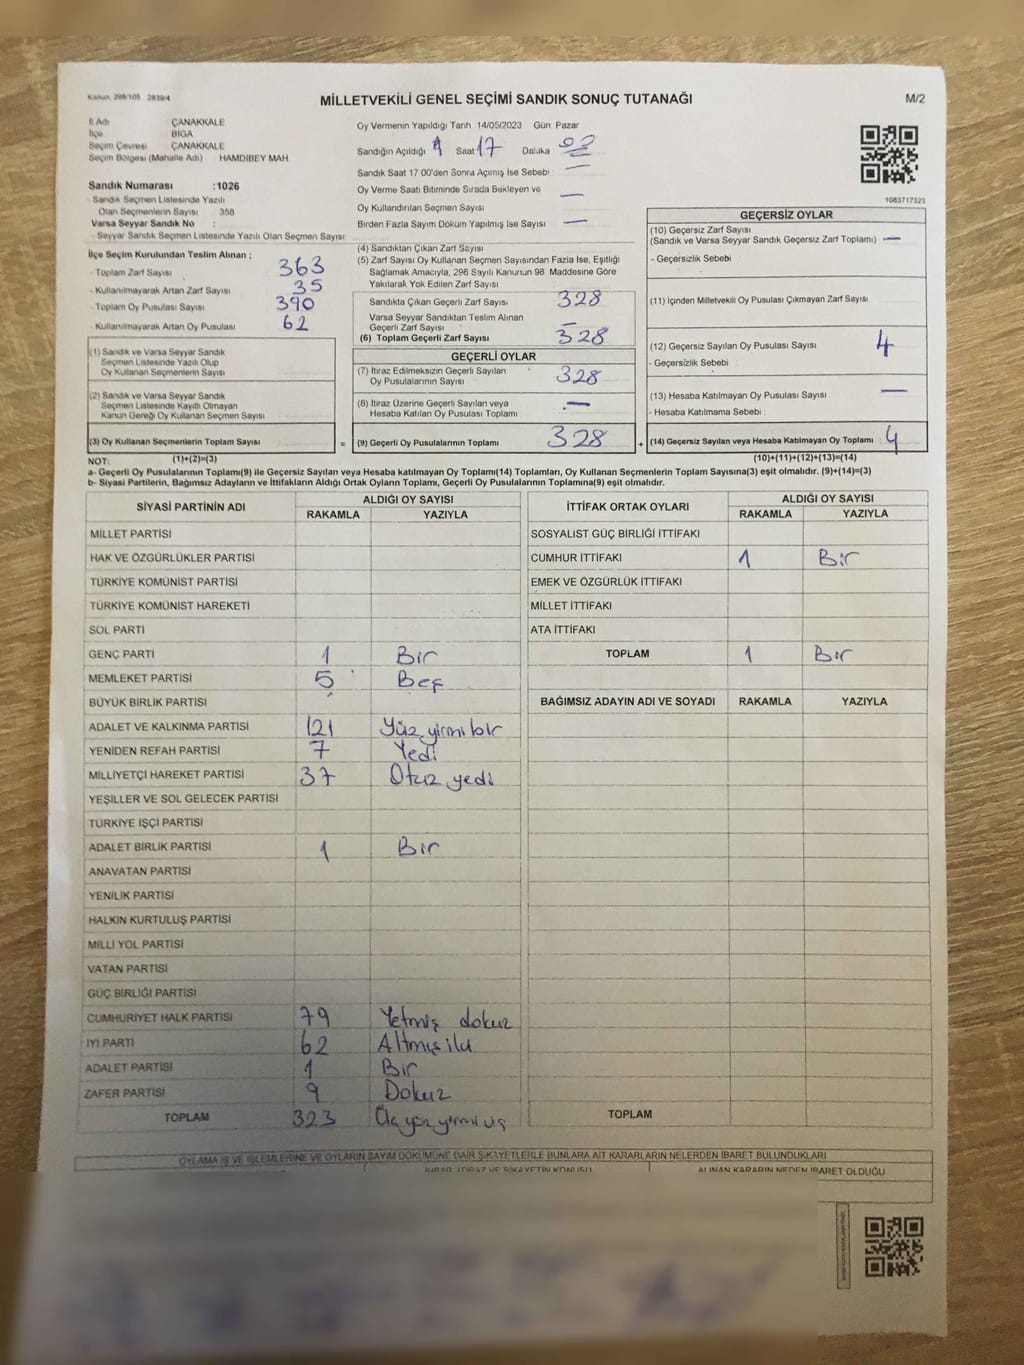 Kanun: 298/105 2839/4
MİLLETVEKİLİ GENEL SEÇİMİ SANDIK SONUÇ TUTANAĞI
M/2
İl Adı ÇANAKKALE
İlçe BİGA
Seçim Çevresi ÇANAKKALE
Seçim Bölgesi (Mahalle Adı) HAMDİBEY MAH.
Sandık Numarası :1026
- Sandık Seçmen Listesinde Yazılı
Olan Seçmenlerin Sayısı 358
Varsa Seyyar Sandık No :
- Seyyar Sandık Seçmen Listesinde Yazılı Olan Seçmen Sayısı
İlçe Seçim Kurulundan Teslim Alınan ;
- Toplam Zarf Sayısı 363
- Kullanılmayarak Artan Zarf Sayısı 35
- Toplam Oy Pusulası Sayısı 390
- Kullanılmayarak Artan Oy Pusulası 62
(1) Sandık ve Varsa Seyyar Sandık
Seçmen Listesinde Yazılı Olup
Oy Kullanan Seçmenlerin Sayısı
(2) Sandık ve Varsa Seyyar Sandık
Seçmen Listesinde Kayıtlı Olmayan
Kanun Gereği Oy Kullanan Seçmen Sayısı
(3) Oy Kullanan Seçmenlerin Toplam Sayısı
Oy Vermenin Yapıldığı Tarih 14/05/2023 Gün Pazar
Sandığın Açıldığı Saat 17 Dakika
Sandık Saat 17 00'den Sonra Açılmış İse Sebebi —
Oy Verme Saati Bitiminde Sırada Bekleyen ve
Oy Kullandırılan Seçmen Sayısı —
Birden Fazla Sayım Döküm Yapılmış İse Sayısı —
(4) Sandıktan Çıkan Zarf Sayısı
(5) Zarf Sayısı Oy Kullanan Seçmen Sayısından Fazla İse, Eşitliği
Sağlamak Amacıyla, 298 Sayılı Kanunun 98. Maddesine Göre
Yakılarak Yok Edilen Zarf Sayısı
Sandıkta Çıkan Geçerli Zarf Sayısı 328
Varsa Seyyar Sandıktan Teslim Alınan
Geçerli Zarf Sayısı —
(6) Toplam Geçerli Zarf Sayısı 328
GEÇERLİ OYLAR
(7) İtiraz Edilmeksizin Geçerli Sayılan
Oy Pusulalarının Sayısı 328
(8) İtiraz Üzerine Geçerli Sayılan veya
Hesaba Katılan Oy Pusulası Toplamı —
= (9) Geçerli Oy Pusulalarının Toplamı 328
1083717323
GEÇERSİZ OYLAR
(10) Geçersiz Zarf Sayısı
(Sandık ve Varsa Seyyar Sandık Geçersiz Zarf Toplamı) —
- Geçersizlik Sebebi
(11) İçinden Milletvekili Oy Pusulası Çıkmayan Zarf Sayısı
(12) Geçersiz Sayılan Oy Pusulası Sayısı 4
- Geçersizlik Sebebi
(13) Hesaba Katılmayan Oy Pusulası Sayısı —
- Hesaba Katılmama Sebebi
+ (14) Geçersiz Sayılan veya Hesaba Katılmayan Oy Toplamı 4
NOT: (1)+(2)=(3) (10)+(11)+(12)+(13)=(14)
a- Geçerli Oy Pusulalarının Toplamı(9) ile Geçersiz Sayılan veya Hesaba katılmayan Oy Toplamı(14) Toplamları, Oy Kullanan Seçmenlerin Toplam Sayısına(3) eşit olmalıdır. (9)+(14)=(3)
b- Siyasi Partilerin, Bağımsız Adayların ve İttifakların Aldığı Ortak Oyların Toplamı, Geçerli Oy Pusulalarının Toplamına(9) eşit olmalıdır.
SİYASİ PARTİNİN ADI ALDIĞI OY SAYISI
RAKAMLA YAZIYLA
MİLLET PARTİSİ
HAK VE ÖZGÜRLÜKLER PARTİSİ
TÜRKİYE KOMÜNİST PARTİSİ
TÜRKİYE KOMÜNİST HAREKETİ
SOL PARTİ
GENÇ PARTİ 1 Bir
MEMLEKET PARTİSİ 5 Beş
BÜYÜK BİRLİK PARTİSİ
ADALET VE KALKINMA PARTİSİ 121 Yüz yirmi bir
YENİDEN REFAH PARTİSİ 7 Yedi
MİLLİYETÇİ HAREKET PARTİSİ 37 Otuz yedi
YEŞİLLER VE SOL GELECEK PARTİSİ
TÜRKİYE İŞÇİ PARTİSİ
ADALET BİRLİK PARTİSİ 1 Bir
ANAVATAN PARTİSİ
YENİLİK PARTİSİ
HALKIN KURTULUŞ PARTİSİ
MİLLİ YOL PARTİSİ
VATAN PARTİSİ
GÜÇ BİRLİĞİ PARTİSİ
CUMHURİYET HALK PARTİSİ 79 Yetmiş dokuz
İYİ PARTİ 62 Altmış iki
ADALET PARTİSİ 1 Bir
ZAFER PARTİSİ 9 Dokuz
TOPLAM 323 Üç yüz yirmi üç
İTTİFAK ORTAK OYLARI ALDIĞI OY SAYISI
RAKAMLA YAZIYLA
SOSYALIST GÜÇ BİRLİĞİ İTTİFAKI
CUMHUR İTTİFAKI 1 Bir
EMEK VE ÖZGÜRLÜK İTTİFAKI
MİLLET İTTİFAKI
ATA İTTİFAKI
TOPLAM 1 Bir
BAĞIMSIZ ADAYIN ADI VE SOYADI RAKAMLA YAZIYLA
TOPLAM
OYLAMA İŞ VE İŞLEMLERİNE VE OYLARIN SAYIM DÖKÜMÜNE DAİR ŞİKAYETLERLE BUNLARA AİT KARARLARIN NELERDEN İBARET BULUNDUKLARI
İHBAR, İTİRAZ VE ŞİKAYETİN KONUSU ALINAN KARARIN NEDEN İBARET OLDUĞU